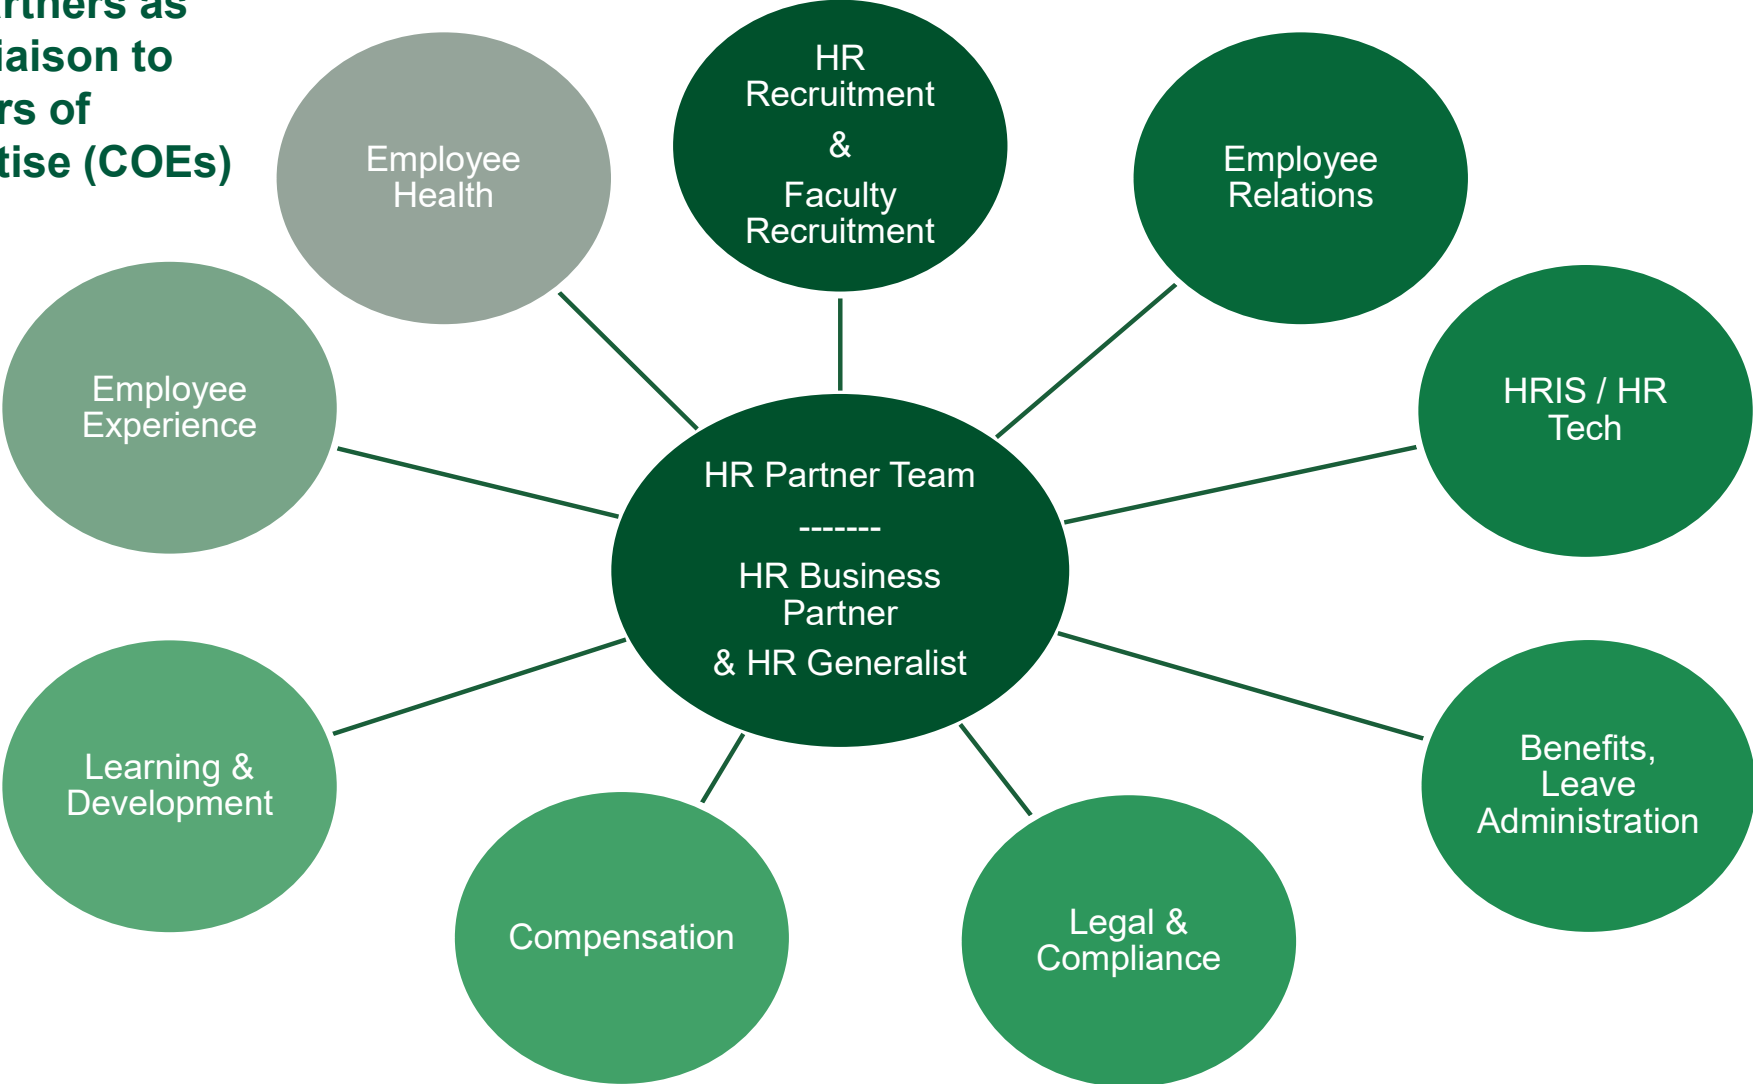 artners as
iaison to
rs of
tise (COEs)
HR
Recruitment
&
Faculty
Recruitment
Employee
Health
Employee
Relations
Employee
Experience
HRIS / HR
Tech
HR Partner Team
-------
HR Business
Partner
& HR Generalist
Learning &
Development
Benefits,
Leave
Administration
Compensation
Legal &
Compliance